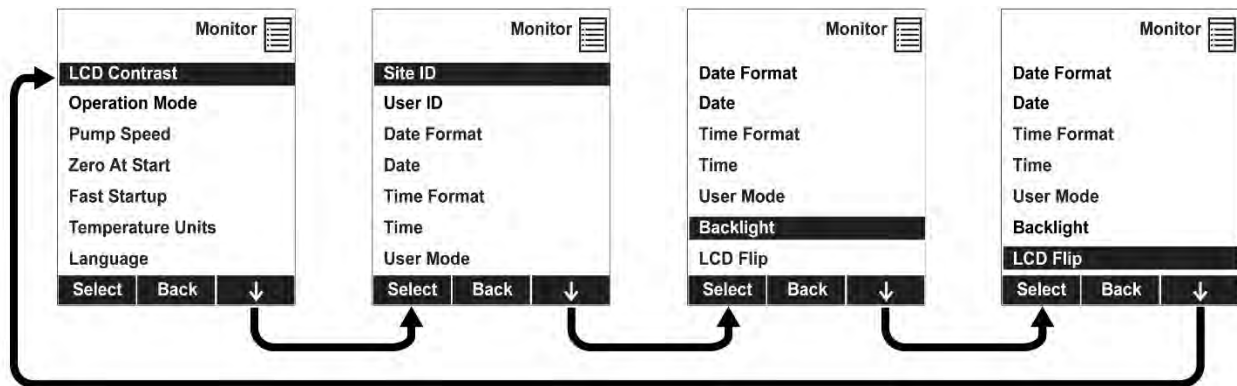 Monitor
LCD Contrast
Operation Mode
Pump Speed
Zero At Start
Fast Startup
Temperature Units
Language
Select Back ↓
Monitor
Site ID
User ID
Date Format
Date
Time Format
Time
User Mode
Select Back ↓
Monitor
Date Format
Date
Time Format
Time
User Mode
Backlight
LCD Flip
Select Back ↓
Monitor
Date Format
Date
Time Format
Time
User Mode
Backlight
LCD Flip
Select Back ↓